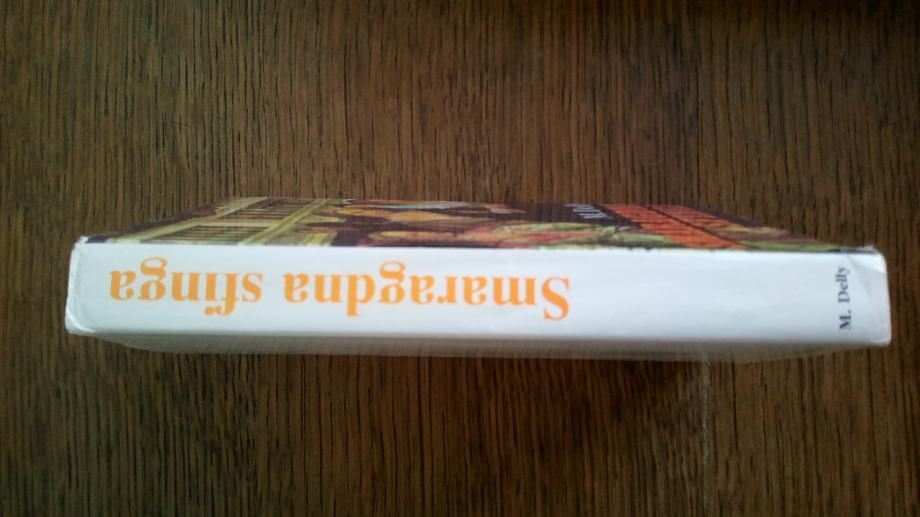 M. Delly
Smaragdna sfinga